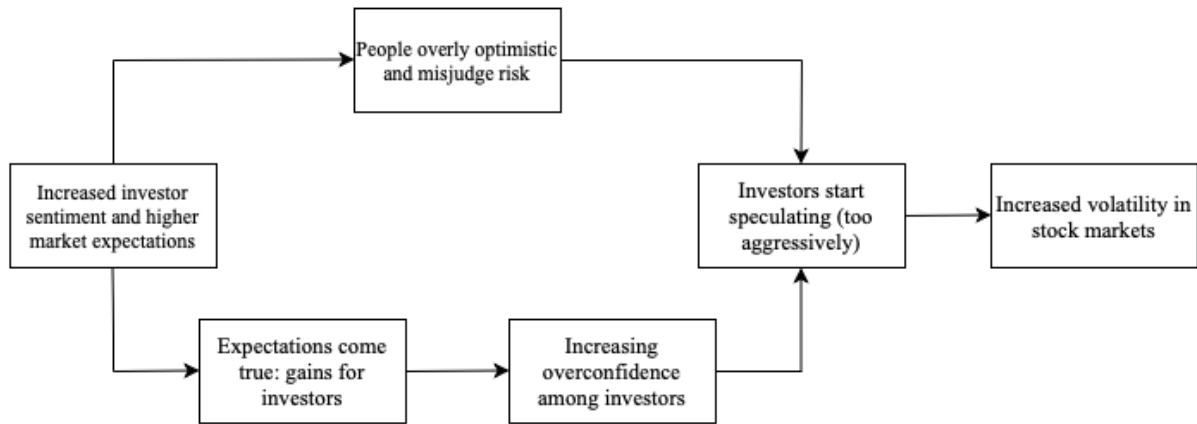 People overly optimistic
and misjudge risk
Increased investor
sentiment and higher
market expectations
Investors start
speculating (too
aggressively)
Increased volatility in
stock markets
Expectations come
true: gains for
investors
Increasing
overconfidence
among investors